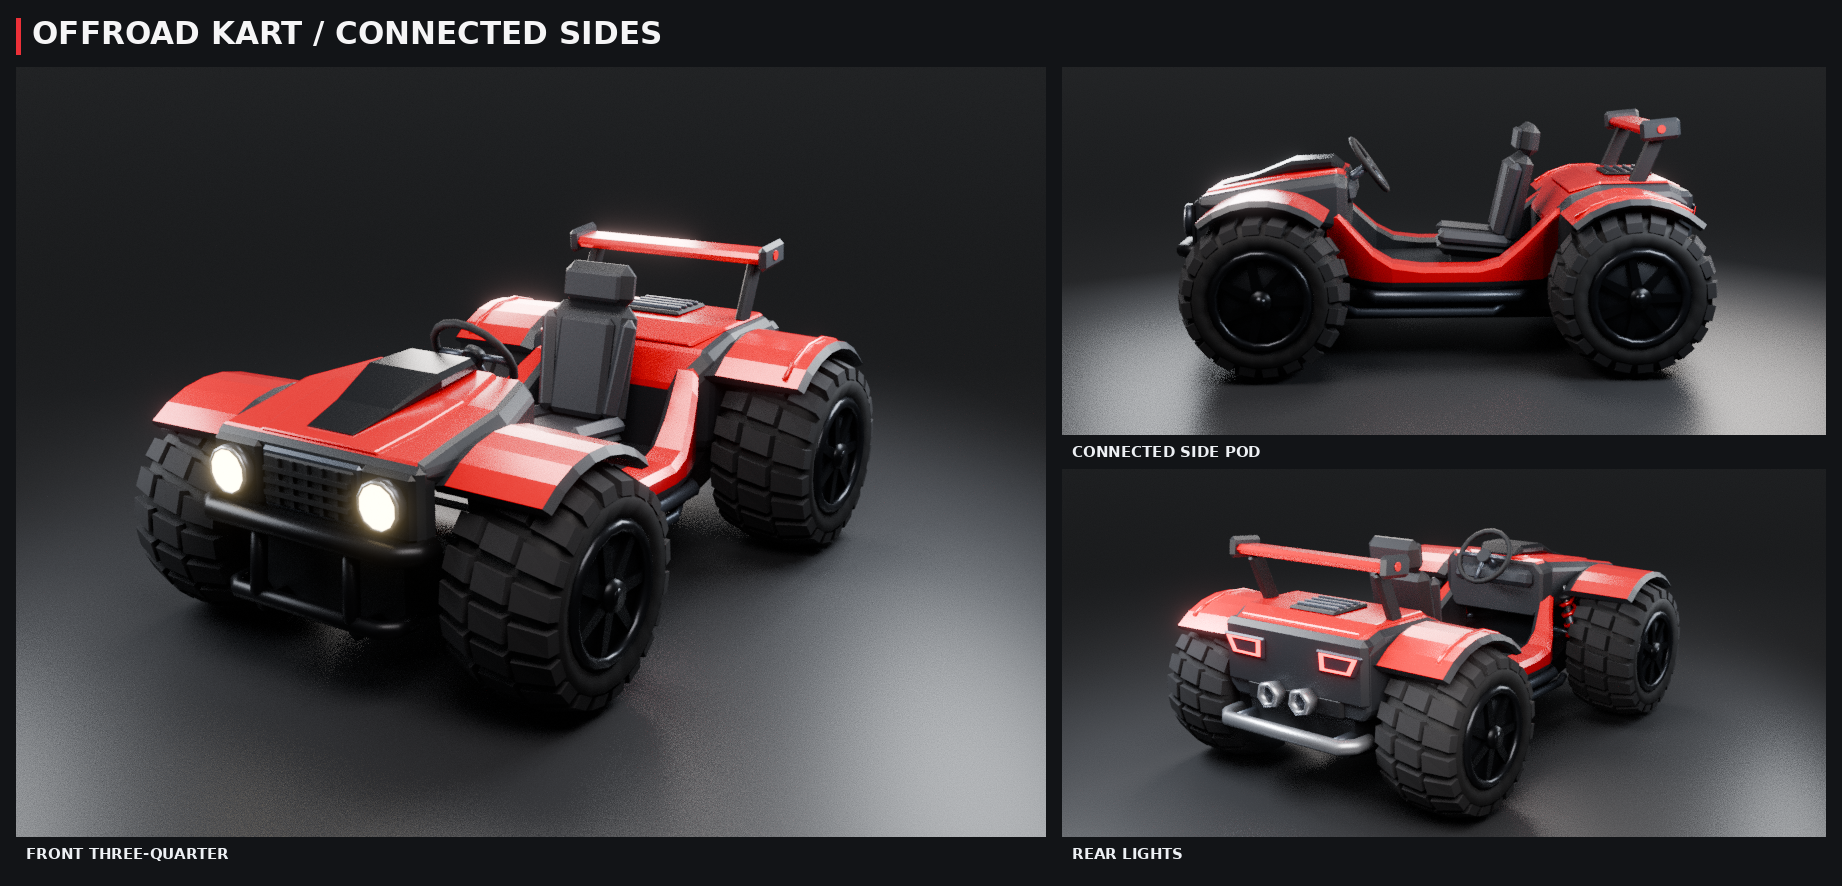 OFFROAD KART / CONNECTED SIDES
CONNECTED SIDE POD
FRONT THREE-QUARTER
REAR LIGHTS